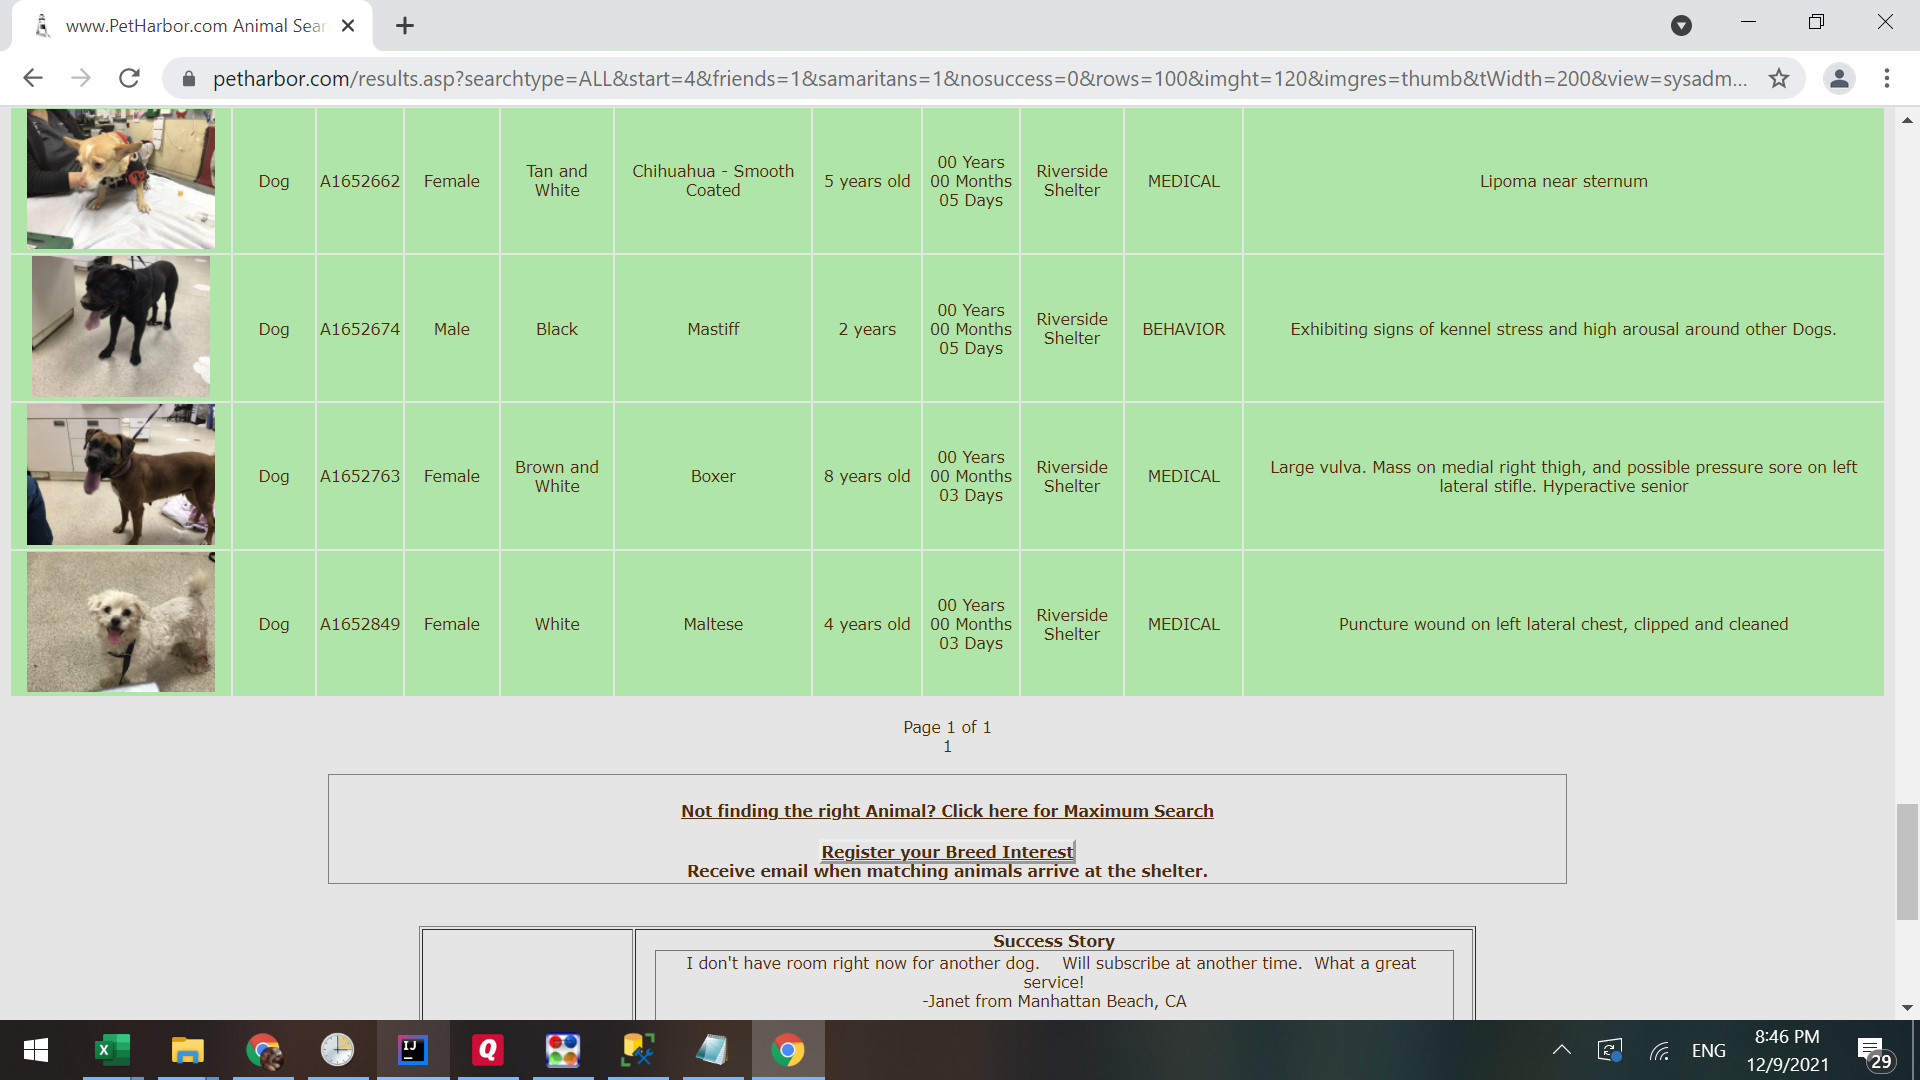 www.PetHarbor.com Animal Sear
petharbor.com/results.asp?searchtype=ALL&start=4&friends=1&samaritans=1&nosuccess=0&rows=100&imght=120&imgres=thumb&tWidth=200&view=sysadm...
Dog
A1652662
Female
Tan and
White
Chihuahua - Smooth
Coated
5 years old
00 Years
00 Months
05 Days
Riverside
Shelter
MEDICAL
Lipoma near sternum
Dog
A1652674
Male
Black
Mastiff
2 years
00 Years
00 Months
05 Days
Riverside
Shelter
BEHAVIOR
Exhibiting signs of kennel stress and high arousal around other Dogs.
Dog
A1652763
Female
Brown and
White
Boxer
8 years old
00 Years
00 Months
03 Days
Riverside
Shelter
MEDICAL
Large vulva. Mass on medial right thigh, and possible pressure sore on left
lateral stifle. Hyperactive senior
Dog
A1652849
Female
White
Maltese
4 years old
00 Years
00 Months
03 Days
Riverside
Shelter
MEDICAL
Puncture wound on left lateral chest, clipped and cleaned
Page 1 of 1
1
Not finding the right Animal? Click here for Maximum Search
Register your Breed Interest
Receive email when matching animals arrive at the shelter.
Success Story
I don't have room right now for another dog. Will subscribe at another time. What a great
service!
-Janet from Manhattan Beach, CA
X
IJ
Q
ENG
8:46 PM
12/9/2021
29